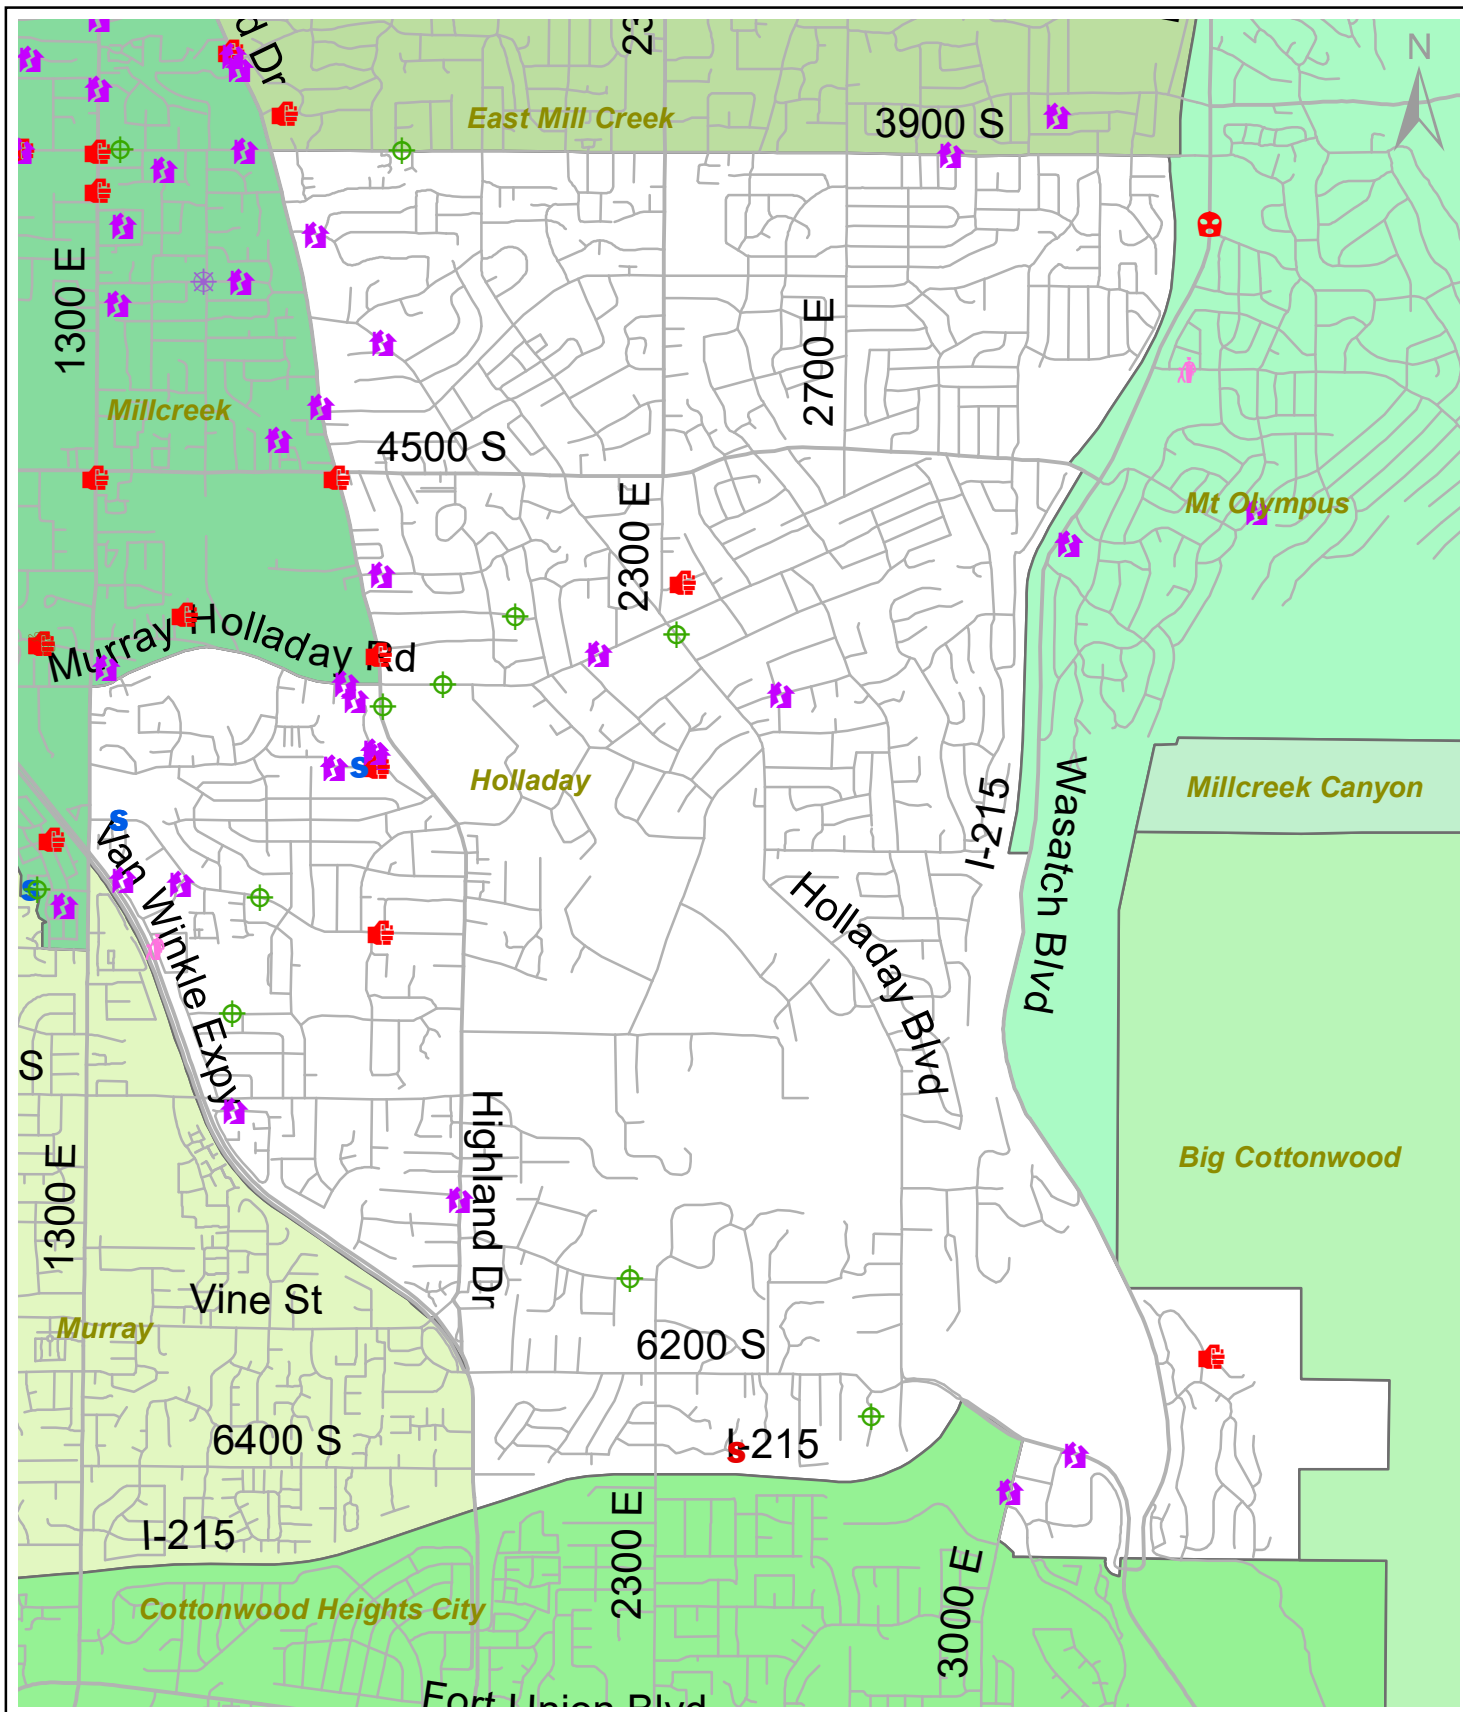 d Dr
23
N
East Mill Creek
3900 S
1300 E
2700 E
Millcreek
4500 S
2300 E
Mt Olympus
Murray Holladay Rd
Holladay
I-215
Wasatch Blvd
Millcreek Canyon
Van Winkle Expy
Holladay Blvd
S
Highland Dr
1300 E
Big Cottonwood
Vine St
Murray
6200 S
6400 S
I-215
I-215
2300 E
3000 E
Cottonwood Heights City
Fort Union Blvd